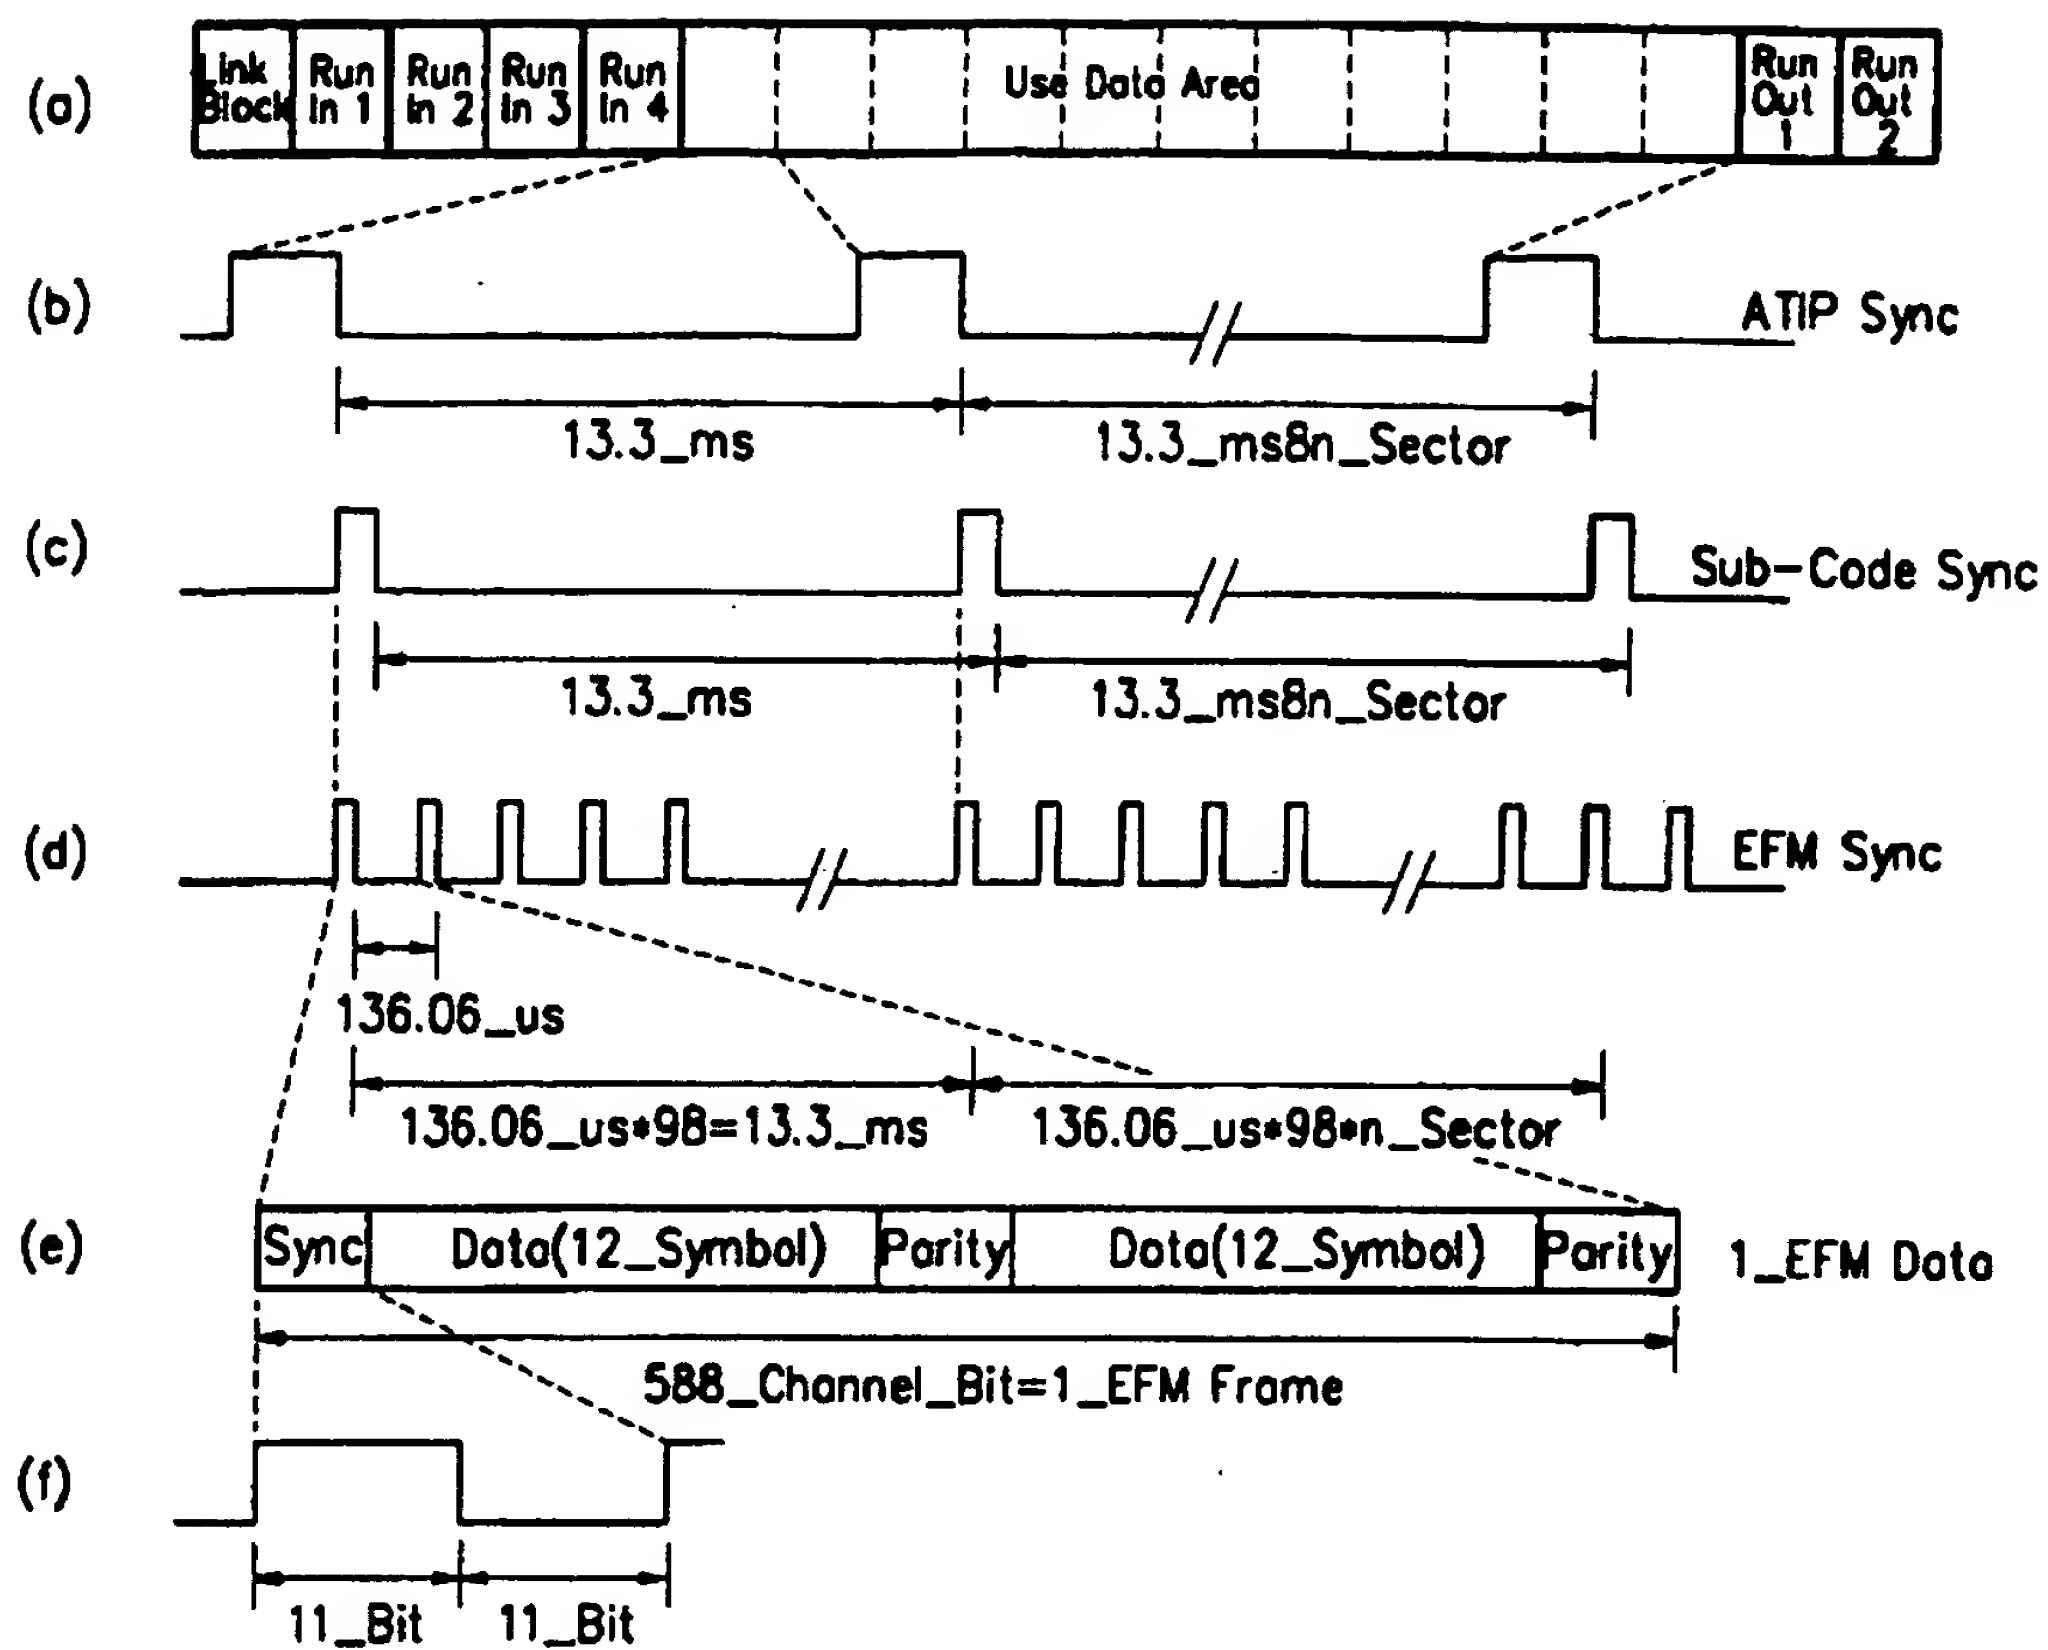 (a)
Link Block
Run In 1
Run In 2
Run In 3
Run In 4
Use Data Area
Run Out 1
Run Out 2
(b)
ATIP Sync
13.3_ms
13.3_ms8n_Sector
(c)
Sub-Code Sync
13.3_ms
13.3_ms8n_Sector
(d)
EFM Sync
136.06_us
136.06_us*98=13.3_ms
136.06_us*98*n_Sector
(e)
Sync
Data(12_Symbol)
Parity
Data(12_Symbol)
Parity
1_EFM Data
588_Channel_Bit=1_EFM Frame
(f)
11_Bit
11_Bit